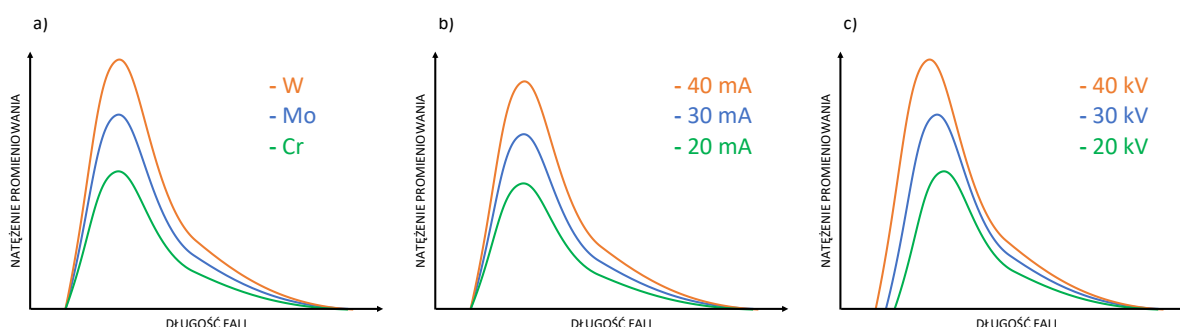 a)
NATĘŻENIE PROMIENIOWANIA
- W
- Mo
- Cr
DŁUGOŚĆ FALI
b)
NATĘŻENIE PROMIENIOWANIA
- 40 mA
- 30 mA
- 20 mA
DŁUGOŚĆ FALI
c)
NATĘŻENIE PROMIENIOWANIA
- 40 kV
- 30 kV
- 20 kV
DŁUGOŚĆ FALI